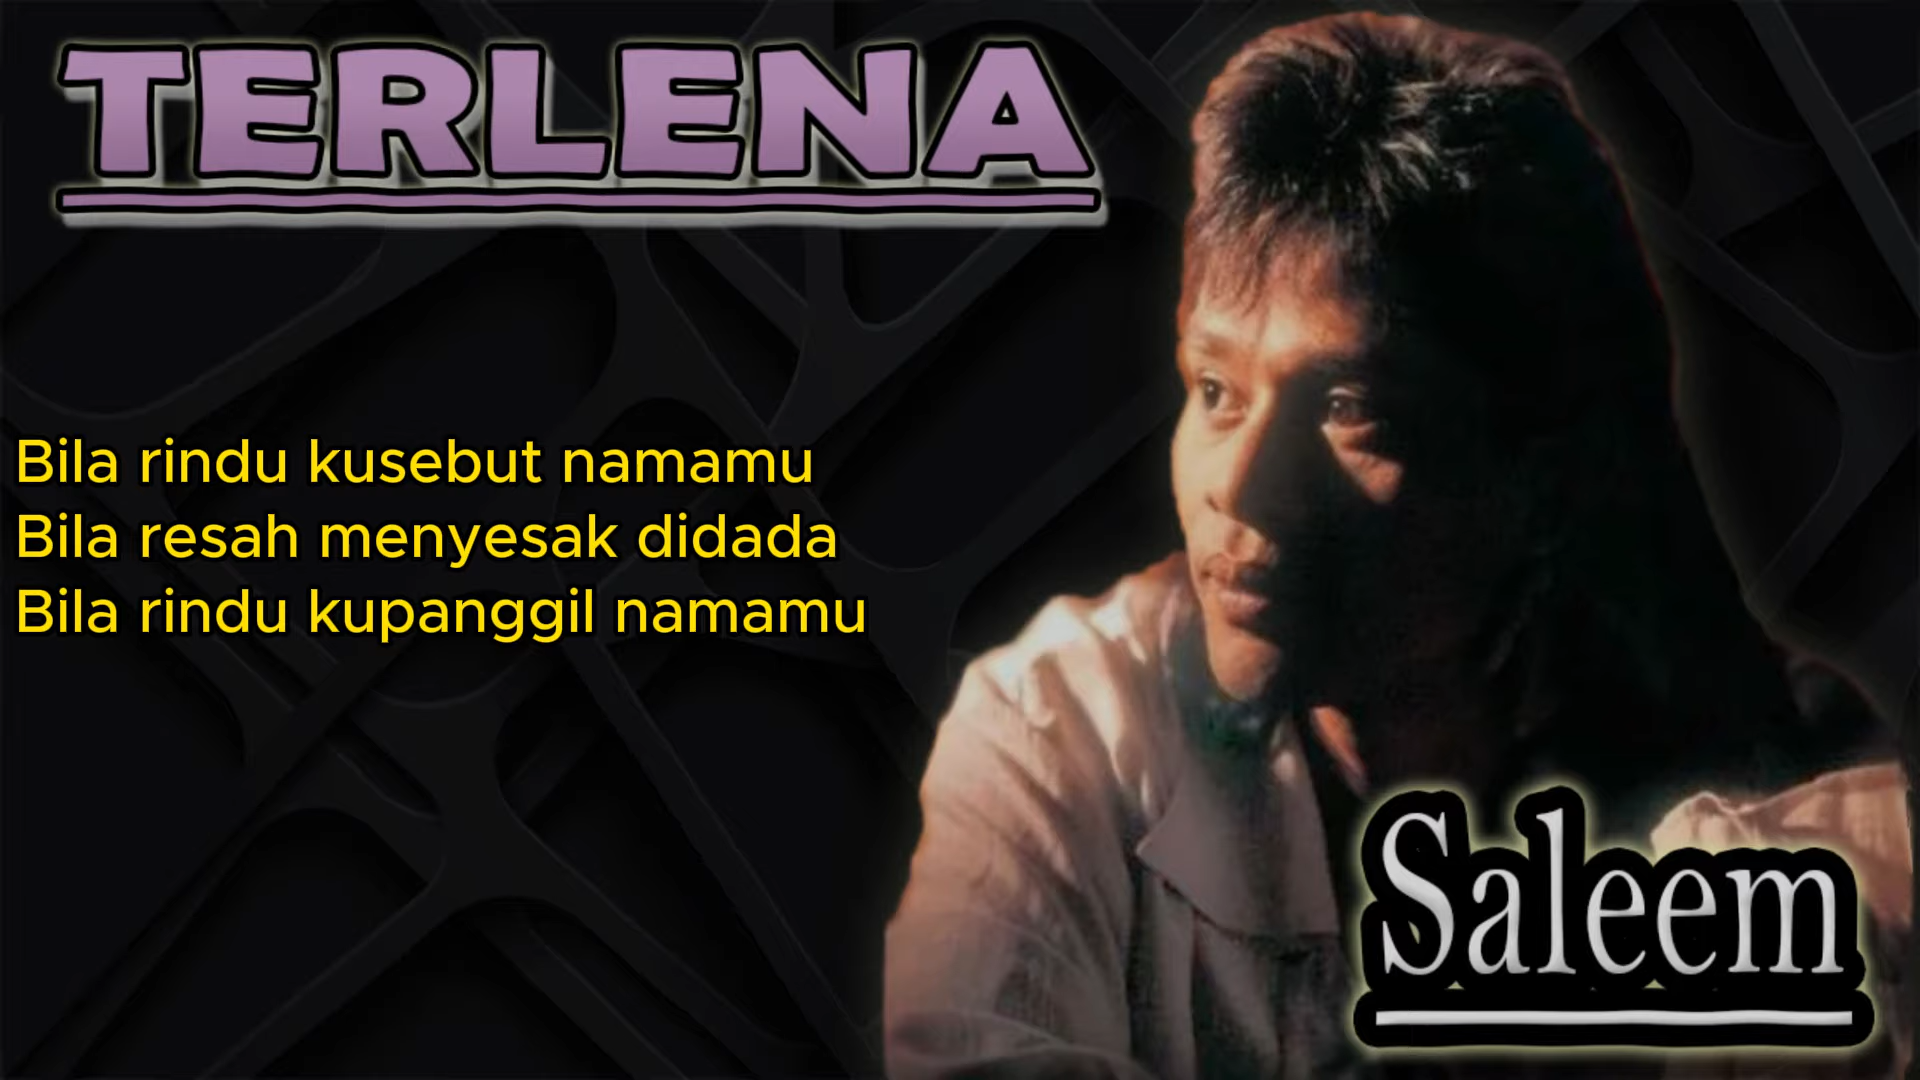 TERLENA
Bila rindu kusebut namamu
Bila resah menyesak didada
Bila rindu kupanggil namamu
Saleem